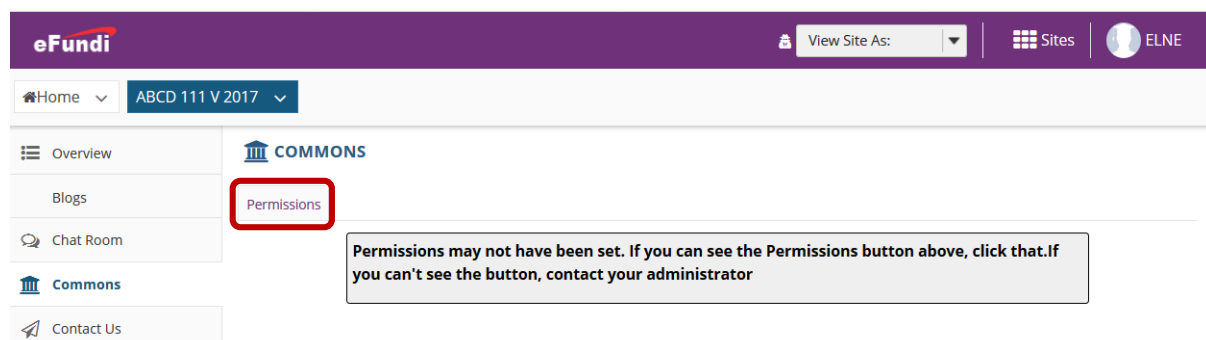 eFundi
View Site As:
Sites
ELNE
Home
ABCD 111 V 2017
Overview
COMMONS
Blogs
Permissions
Chat Room
Permissions may not have been set. If you can see the Permissions button above, click that.If
you can't see the button, contact your administrator
Commons
Contact Us